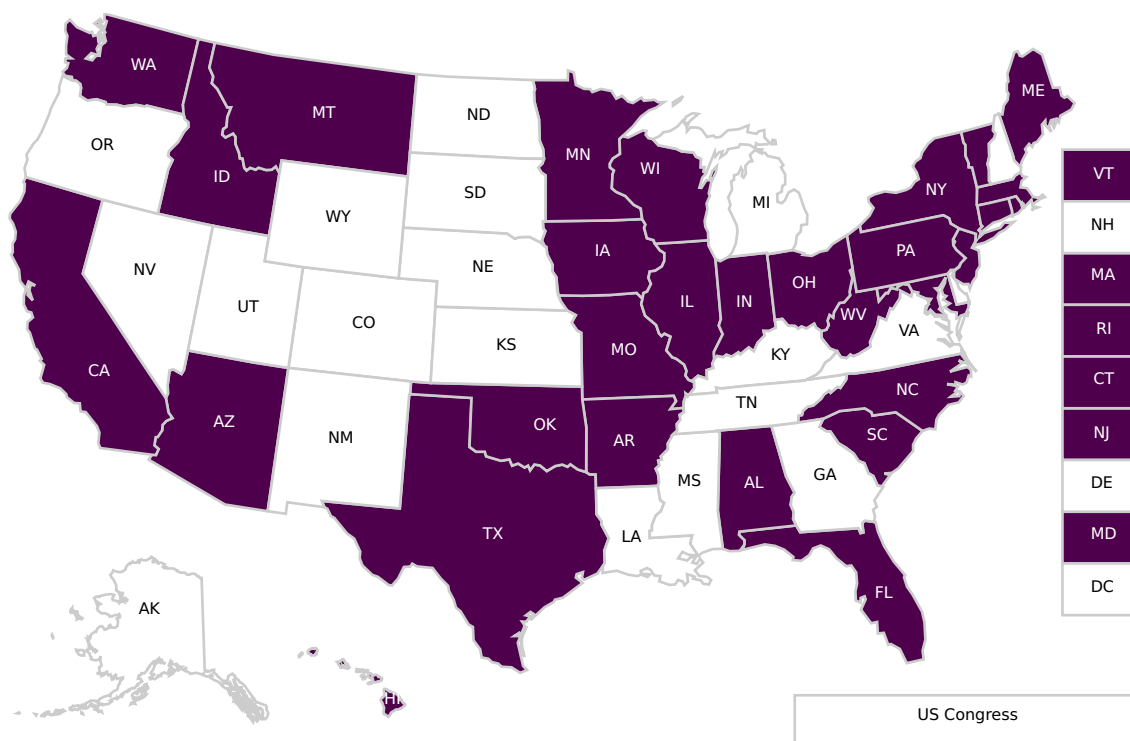 WA
MT
ND
MN
ME
OR
ID
SD
WI
NY
MI
WY
NV
NE
IA
PA
UT
CO
IL
IN
OH
WV
VA
KS
MO
KY
CA
AZ
NM
OK
AR
TN
NC
SC
MS
AL
GA
TX
LA
FL
AK
HI
VT
NH
MA
RI
CT
NJ
DE
MD
DC
US Congress